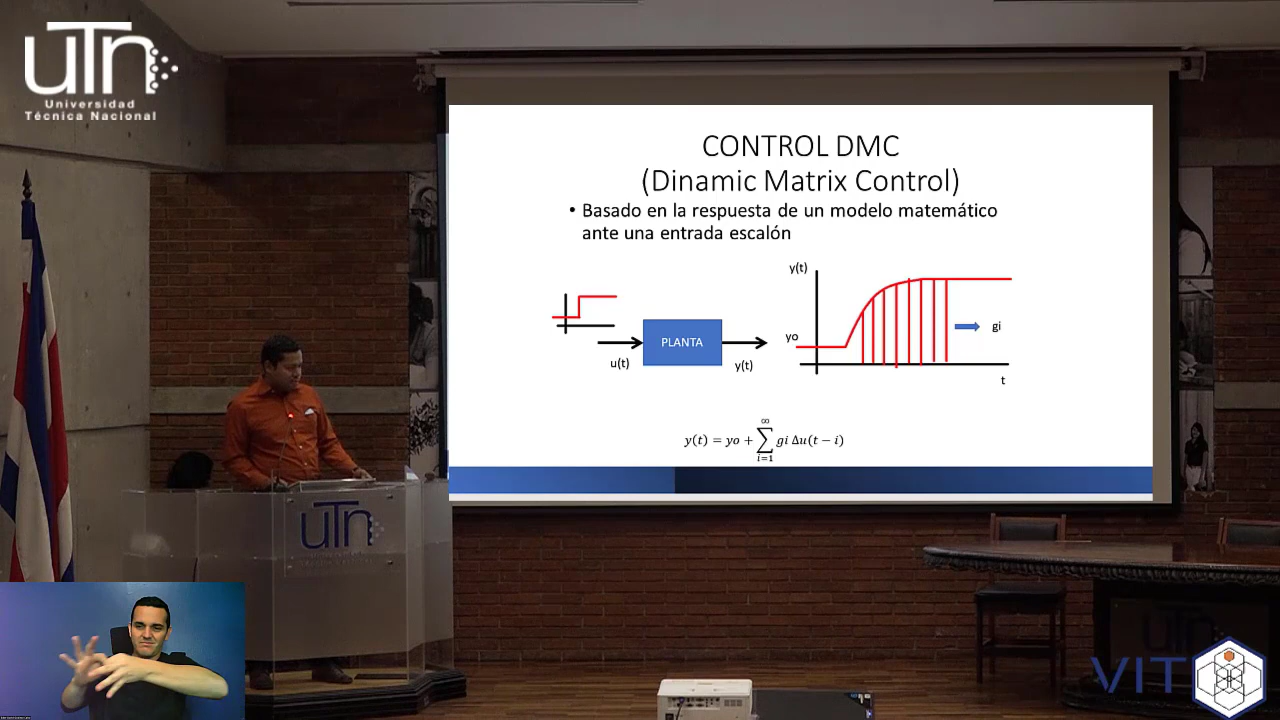 uTn
Universidad
Técnica Nacional
CONTROL DMC
(Dinamic Matrix Control)
• Basado en la respuesta de un modelo matemático
ante una entrada escalón
y(t)
yo
gi
PLANTA
u(t)
y(t)
t
y(t) = yo + ∑ gi Δu(t − i)
∞
i=1
uTn
VIT